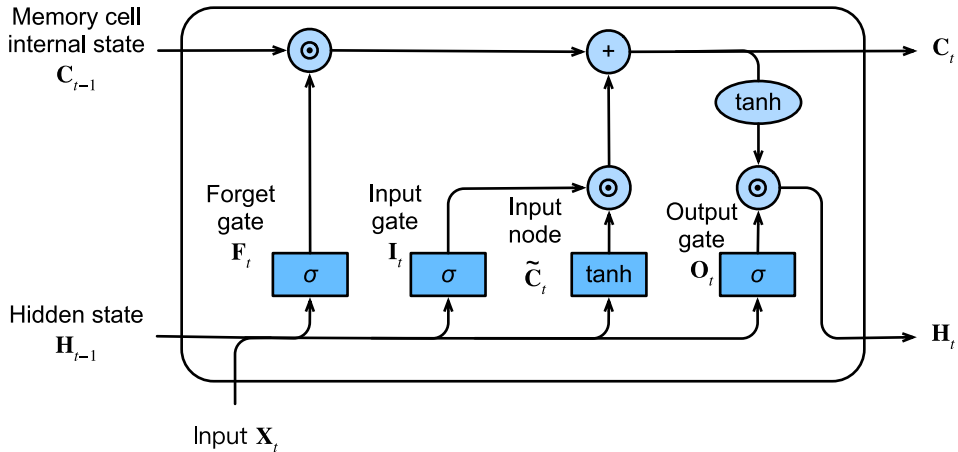 Memory cell
internal state
C_{t−1}
⊙
+
C_t
tanh
Forget
gate
F_t
Input
gate
I_t
Input
node
C̃_t
⊙
Output
gate
O_t
⊙
σ
σ
tanh
σ
Hidden state
H_{t−1}
H_t
Input X_t